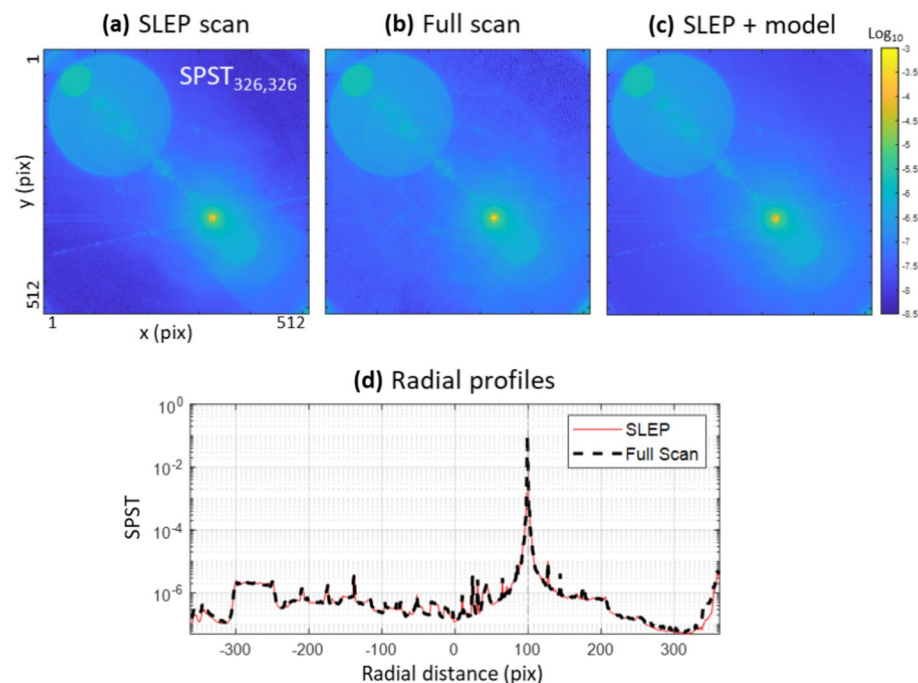 (a) SLEP scan
(b) Full scan
(c) SLEP + model
Log10
SPST326,326
1
y (pix)
512
1
512
x (pix)
-3
-3.5
-4
-4.5
-5
-5.5
-6
-6.5
-7
-7.5
-8
-8.5
(d) Radial profiles
10^0
10^-2
10^-4
10^-6
SPST
SLEP
Full Scan
-300
-200
-100
0
100
200
300
Radial distance (pix)